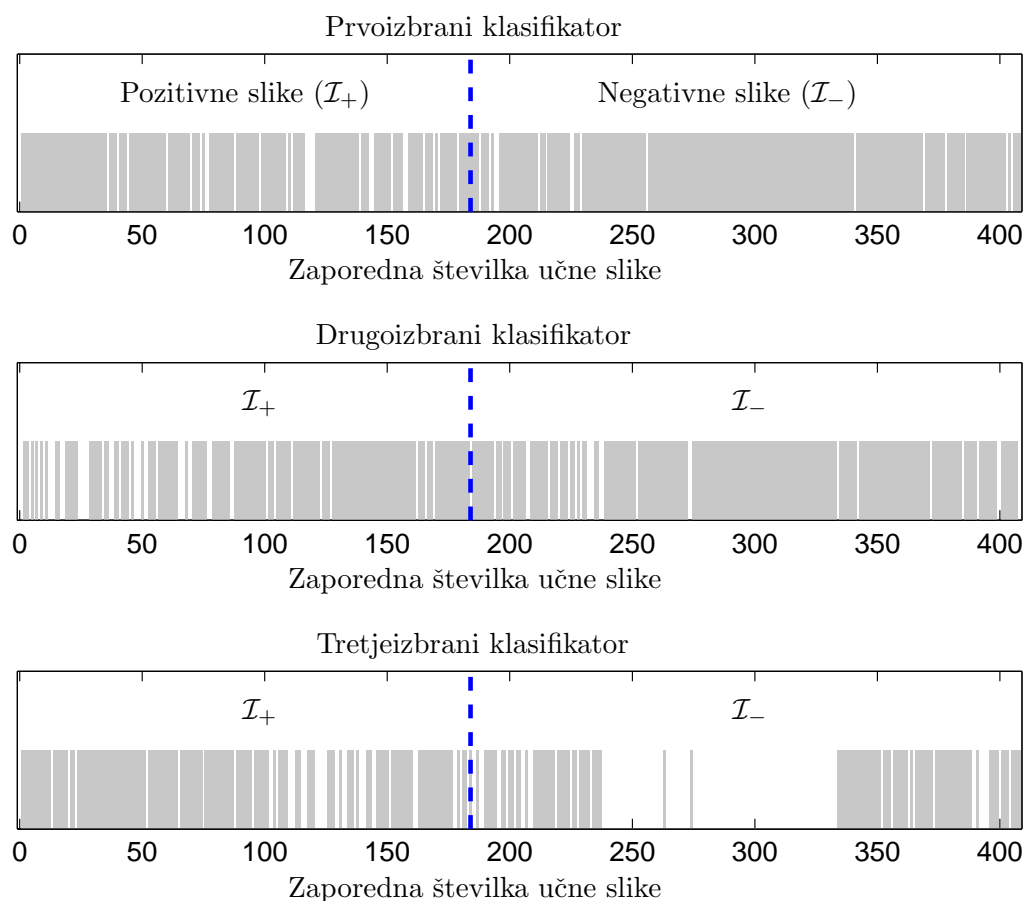 Prvoizbrani klasifikator
Pozitivne slike (𝓘₊) Negativne slike (𝓘₋)
0 50 100 150 200 250 300 350 400
Zaporedna številka učne slike
Drugoizbrani klasifikator
𝓘₊ 𝓘₋
0 50 100 150 200 250 300 350 400
Zaporedna številka učne slike
Tretjeizbrani klasifikator
𝓘₊ 𝓘₋
0 50 100 150 200 250 300 350 400
Zaporedna številka učne slike